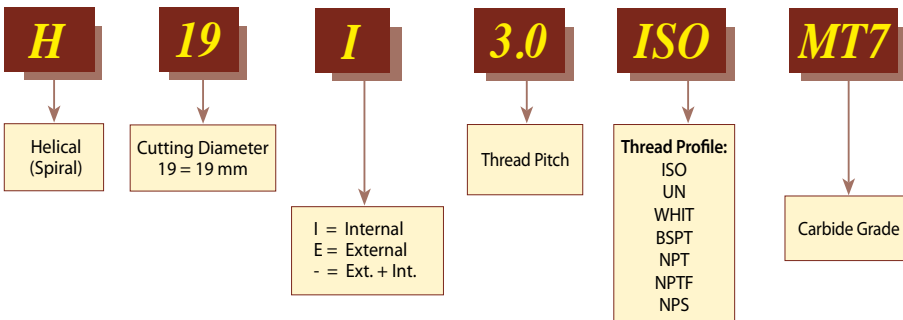 H 19 I 3.0 ISO MT7
Helical
(Spiral)
Cutting Diameter
19 = 19 mm
I = Internal
E = External
- = Ext. + Int.
Thread Pitch
Thread Profile:
ISO
UN
WHIT
BSPT
NPT
NPTF
NPS
Carbide Grade